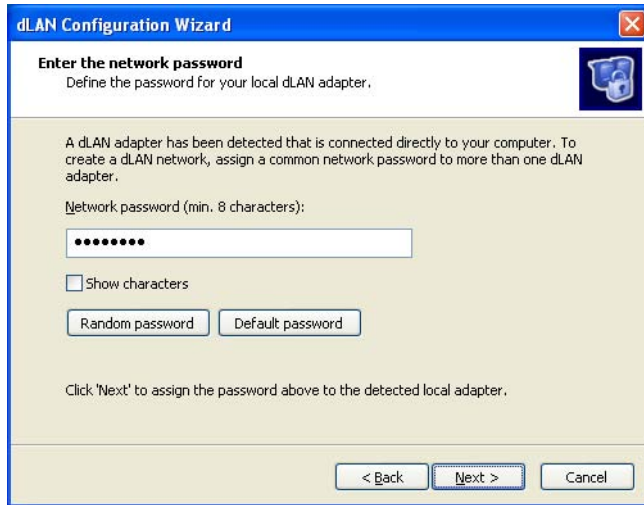 dLAN Configuration Wizard
Enter the network password
Define the password for your local dLAN adapter.
A dLAN adapter has been detected that is connected directly to your computer. To
create a dLAN network, assign a common network password to more than one dLAN
adapter.
Network password (min. 8 characters):
••••••••
Show characters
Random password Default password
Click 'Next' to assign the password above to the detected local adapter.
< Back Next > Cancel